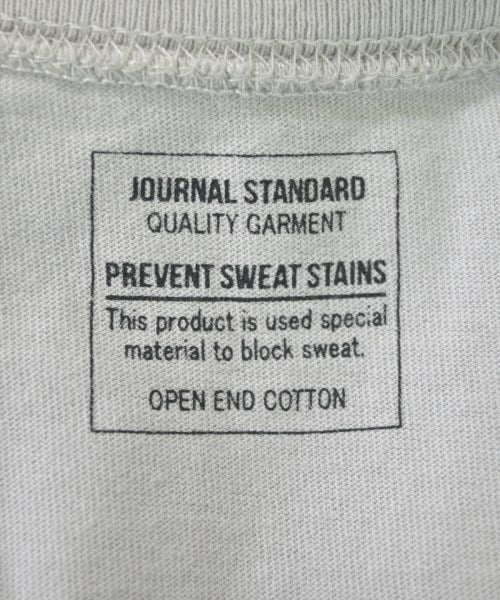 JOURNAL STANDARD
QUALITY GARMENT
PREVENT SWEAT STAINS
This product is used special
material to block sweat.
OPEN END COTTON